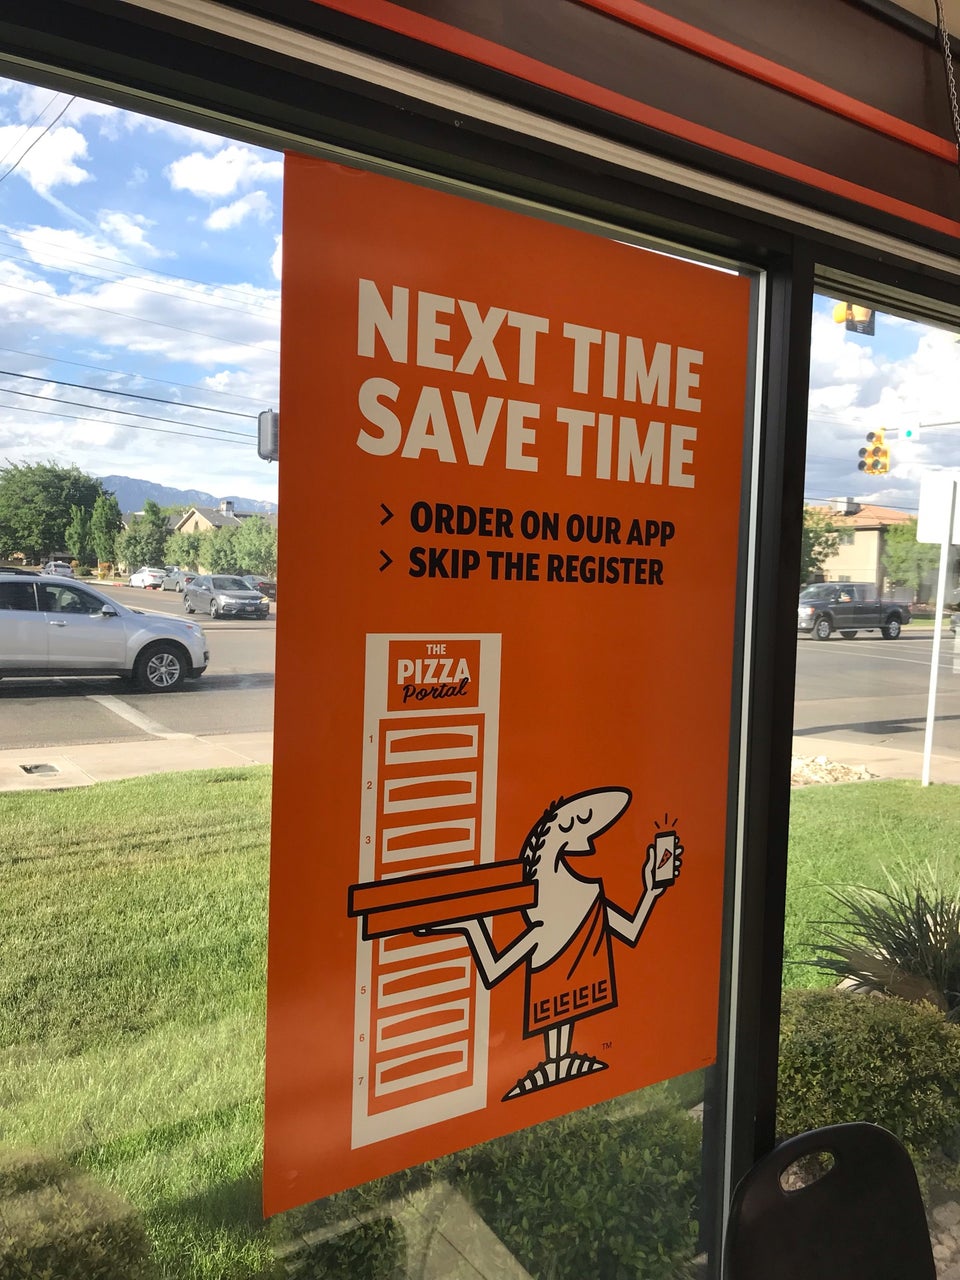 NEXT TIME
SAVE TIME
> ORDER ON OUR APP
> SKIP THE REGISTER
THE
PIZZA
Portal
1
2
3
5
6
7
TM